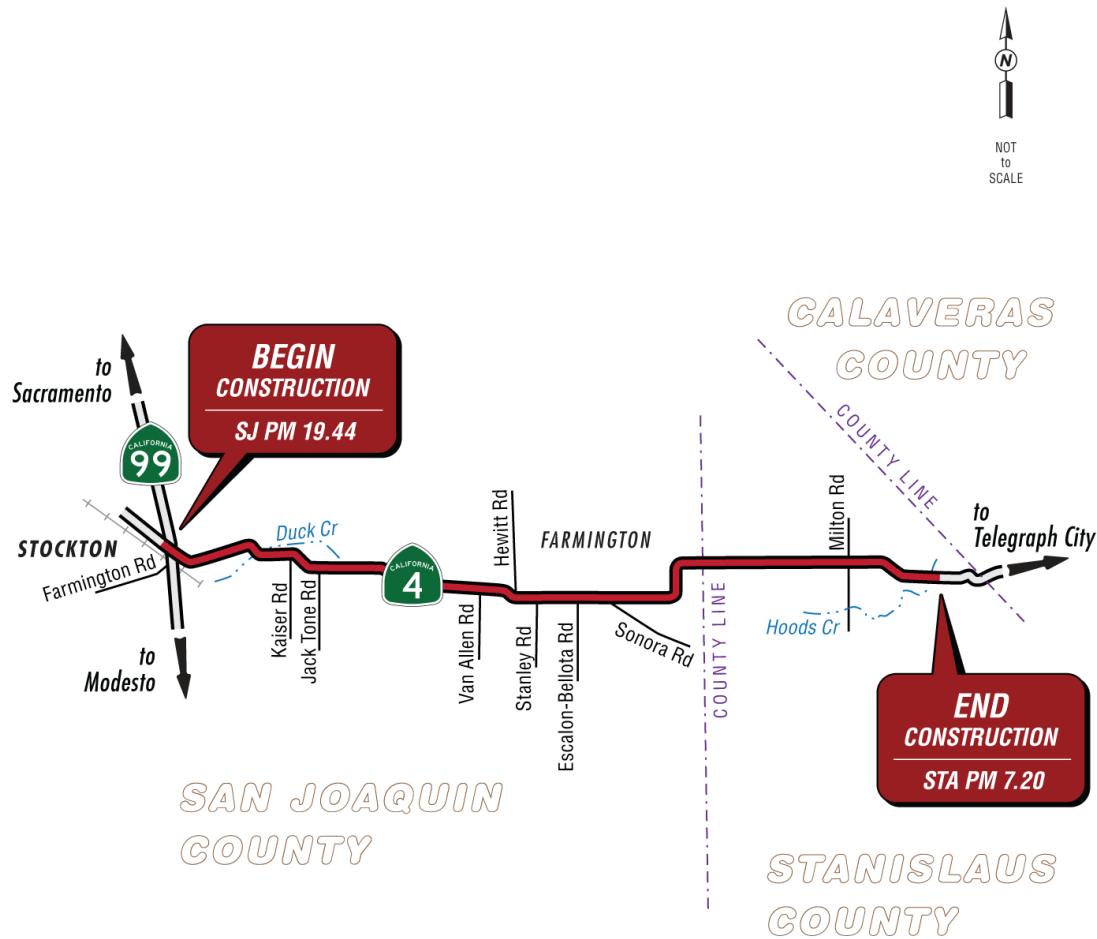 N
NOT
to
SCALE
CALAVERAS
COUNTY
to
Sacramento
BEGIN
CONSTRUCTION
SJ PM 19.44
CALIFORNIA
99
COUNTY LINE
STOCKTON
Farmington Rd
Duck Cr
Kaiser Rd
Jack Tone Rd
CALIFORNIA
4
Hewitt Rd
FARMINGTON
Van Allen Rd
Stanley Rd
Escalon-Bellota Rd
Sonora Rd
COUNTY LINE
Milton Rd
Hoods Cr
to
Telegraph City
to
Modesto
END
CONSTRUCTION
STA PM 7.20
SAN JOAQUIN
COUNTY
STANISLAUS
COUNTY